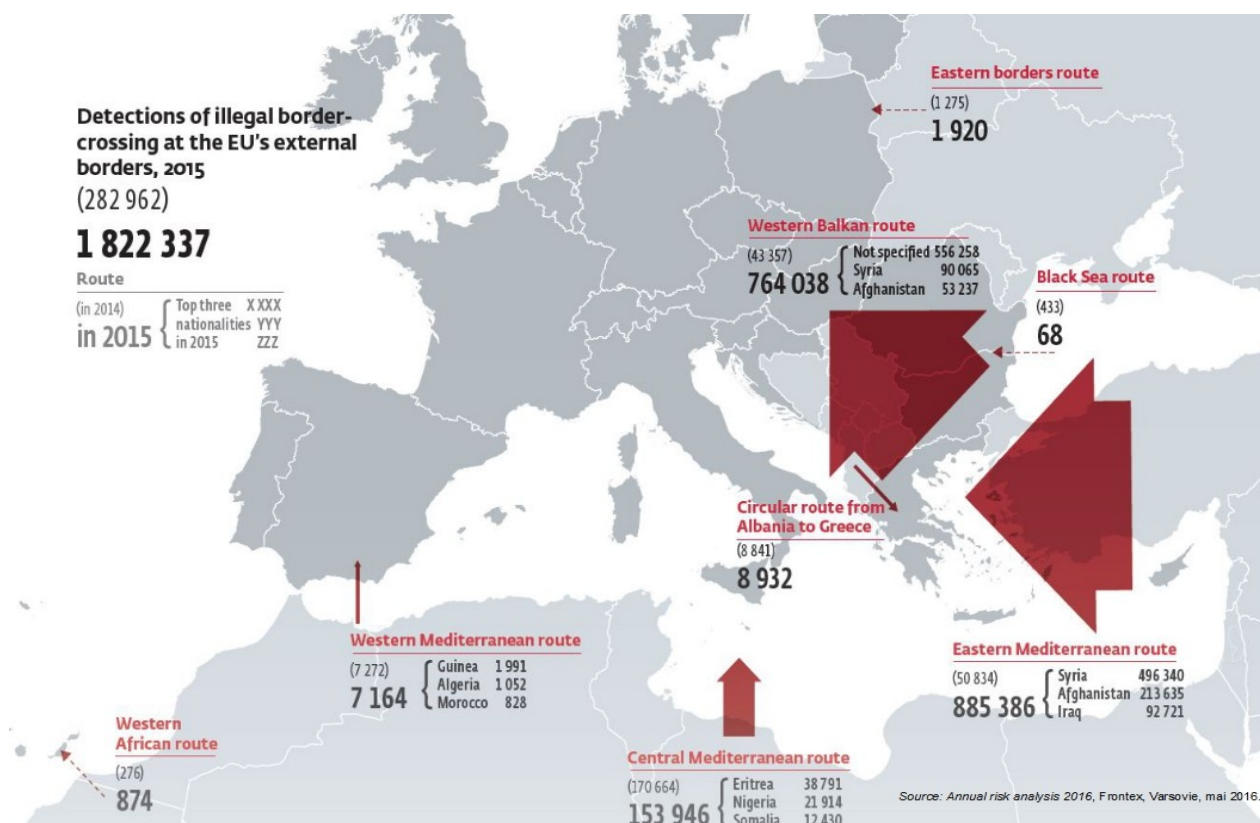 Detections of illegal border-
crossing at the EU's external
borders, 2015
(282 962)
1 822 337
Route
(in 2014)
in 2015
Top three X XXX
nationalities YYY
in 2015 ZZZ
Eastern borders route
(1 275)
1 920
Western Balkan route
(43 357)
764 038
Not specified 556 258
Syria 90 065
Afghanistan 53 237
Black Sea route
(433)
68
Circular route from
Albania to Greece
(8 841)
8 932
Western Mediterranean route
(7 272)
7 164
Guinea 1 991
Algeria 1 052
Morocco 828
Eastern Mediterranean route
(50 834)
885 386
Syria 496 340
Afghanistan 213 635
Iraq 92 721
Western
African route
(276)
874
Central Mediterranean route
(170 664)
153 946
Eritrea 38 791
Nigeria 21 914
Somalia 12 430
Source: Annual risk analysis 2016, Frontex, Varsovie, mai 2016.